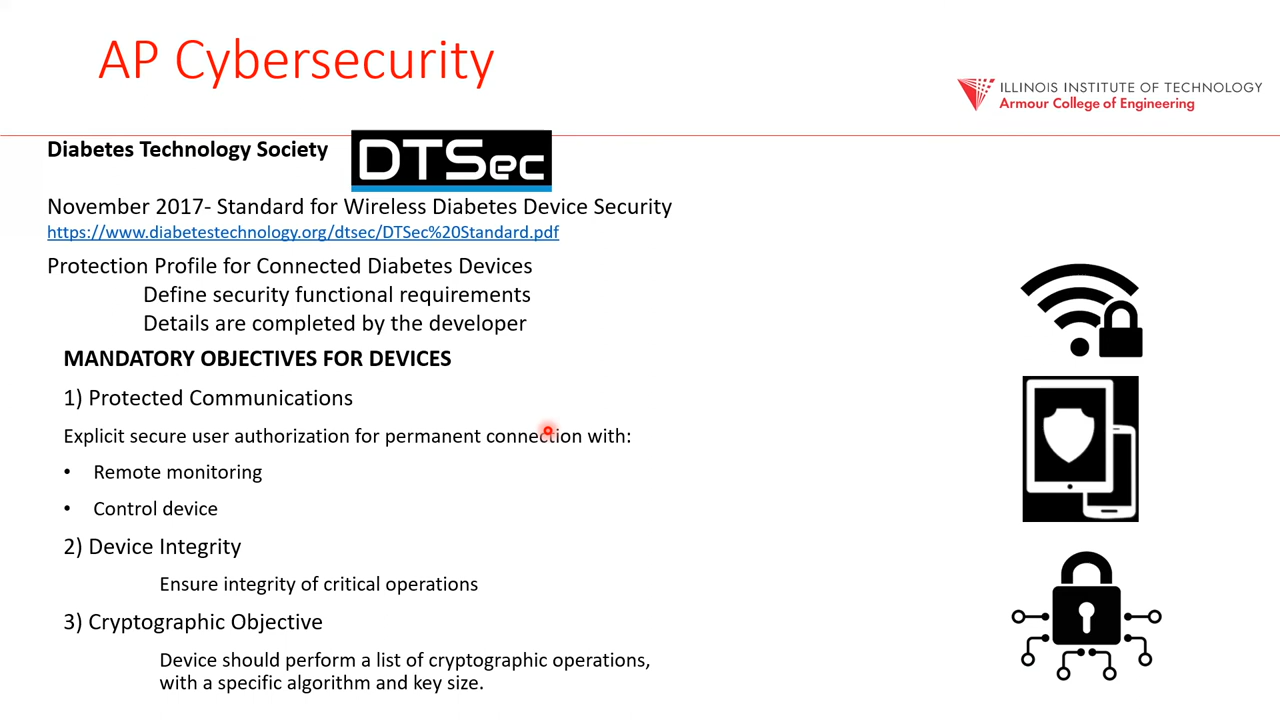 AP Cybersecurity
ILLINOIS INSTITUTE OF TECHNOLOGY
Armour College of Engineering
Diabetes Technology Society
DTSec
November 2017- Standard for Wireless Diabetes Device Security
https://www.diabetestechnology.org/dtsec/DTSec%20Standard.pdf
Protection Profile for Connected Diabetes Devices
Define security functional requirements
Details are completed by the developer
MANDATORY OBJECTIVES FOR DEVICES
1) Protected Communications
Explicit secure user authorization for permanent connection with:
• Remote monitoring
• Control device
2) Device Integrity
Ensure integrity of critical operations
3) Cryptographic Objective
Device should perform a list of cryptographic operations,
with a specific algorithm and key size.